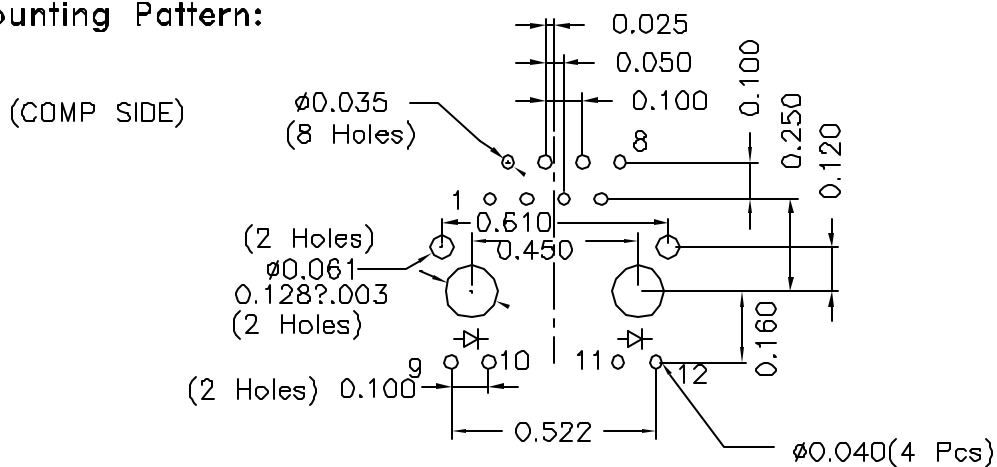 ounting Pattern:
(COMP SIDE)
0.025
0.050
0.100
0.100
0.250
0.120
ø0.035
(8 Holes)
8
1
0.610
0.450
(2 Holes)
ø0.061
0.128?.003
(2 Holes)
0.160
9
10
11
12
(2 Holes) 0.100
0.522
ø0.040(4 Pcs)